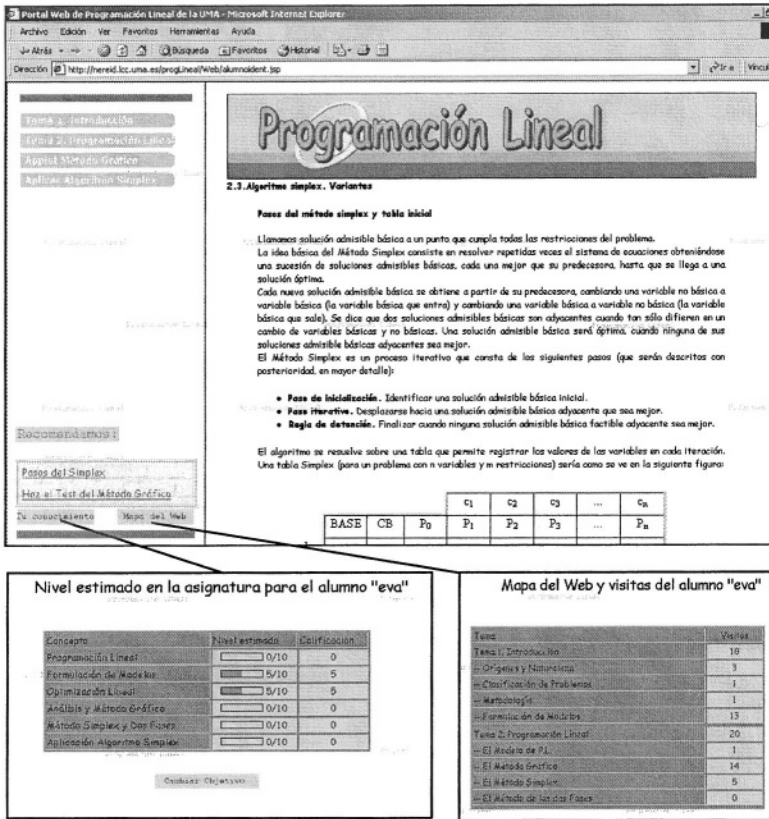 Portal Web de Programación Lineal de la UMA - Microsoft Internet Explorer
Archivo Edición Ver Favoritos Herramientas Ayuda
Atrás Búsqueda Favoritos Historial
Dirección http://nereid.lcc.uma.es/progLineal/Web/alumnoident.jsp Ir a Vincul
Tema 1. Introducción
Tema 2. Programación Lineal
Applet Método Gráfico
Aplicar Algoritmo Simplex
Recomendamos:
Pasos del Simplex
Haz el Test del Método Gráfico
Tu conocimiento Mapa del Web
Programación Lineal
2.3.Algoritmo simplex. Variantes
Pasos del método simplex y tabla inicial
Llamamos solución admisible básica a un punto que cumpla todas las restricciones del problema.
La idea básica del Método Simplex consiste en resolver repetidas veces el sistema de ecuaciones obteniéndose
una sucesión de soluciones admisibles básicas, cada una mejor que su predecesora, hasta que se llega a una
solución óptima.
Cada nueva solución admisible básica se obtiene a partir de su predecesora, cambiando una variable no básica a
variable básica (la variable básica que entra) y cambiando una variable básica a variable no básica (la variable
básica que sale). Se dice que dos soluciones admisibles básicas son adyacentes cuando tan sólo difieren en un
cambio de variables básicas y no básicas. Una solución admisible básica será óptima, cuando ninguna de sus
soluciones admisible básicas adyacentes sea mejor.
El Método Simplex es un proceso iterativo que consta de los siguientes pasos (que serán descritos con
posterioridad, en mayor detalle):
• Paso de inicialización. Identificar una solución admisible básica inicial.
• Paso iterativo. Desplazarse hacia una solución admisible básica adyacente que sea mejor.
• Regla de detención. Finalizar cuando ninguna solución admisible básica factible adyacente sea mejor.
El algoritmo se resuelve sobre una tabla que permite registrar los valores de las variables en cada iteración.
Una tabla Simplex (para un problema con n variables y m restricciones) sería como se ve en la siguiente figura:
c1 c2 c3 ... cn
BASE CB P0 P1 P2 P3 ... Pn
Nivel estimado en la asignatura para el alumno "eva"
Concepto Nivel estimado Calificación
Programación Lineal 0/10 0
Formulación de Modelos 5/10 5
Optimización Lineal 5/10 5
Análisis y Método Gráfico 0/10 0
Método Simplex y Dos Fases 0/10 0
Aplicación Algoritmo Simplex 0/10 0
Cambiar Objetivo
Mapa del Web y visitas del alumno "eva"
Tema Visitas
Tema 1. Introducción 18
-- Orígenes y Naturaleza 3
-- Clasificación de Problemas 1
-- Metodología 1
-- Formulación de Modelos 13
Tema 2. Programación Lineal 20
-- El Modelo de P.L. 1
-- El Método Gráfico 14
-- El Método Simplex 5
-- El Método de las dos Fases 0